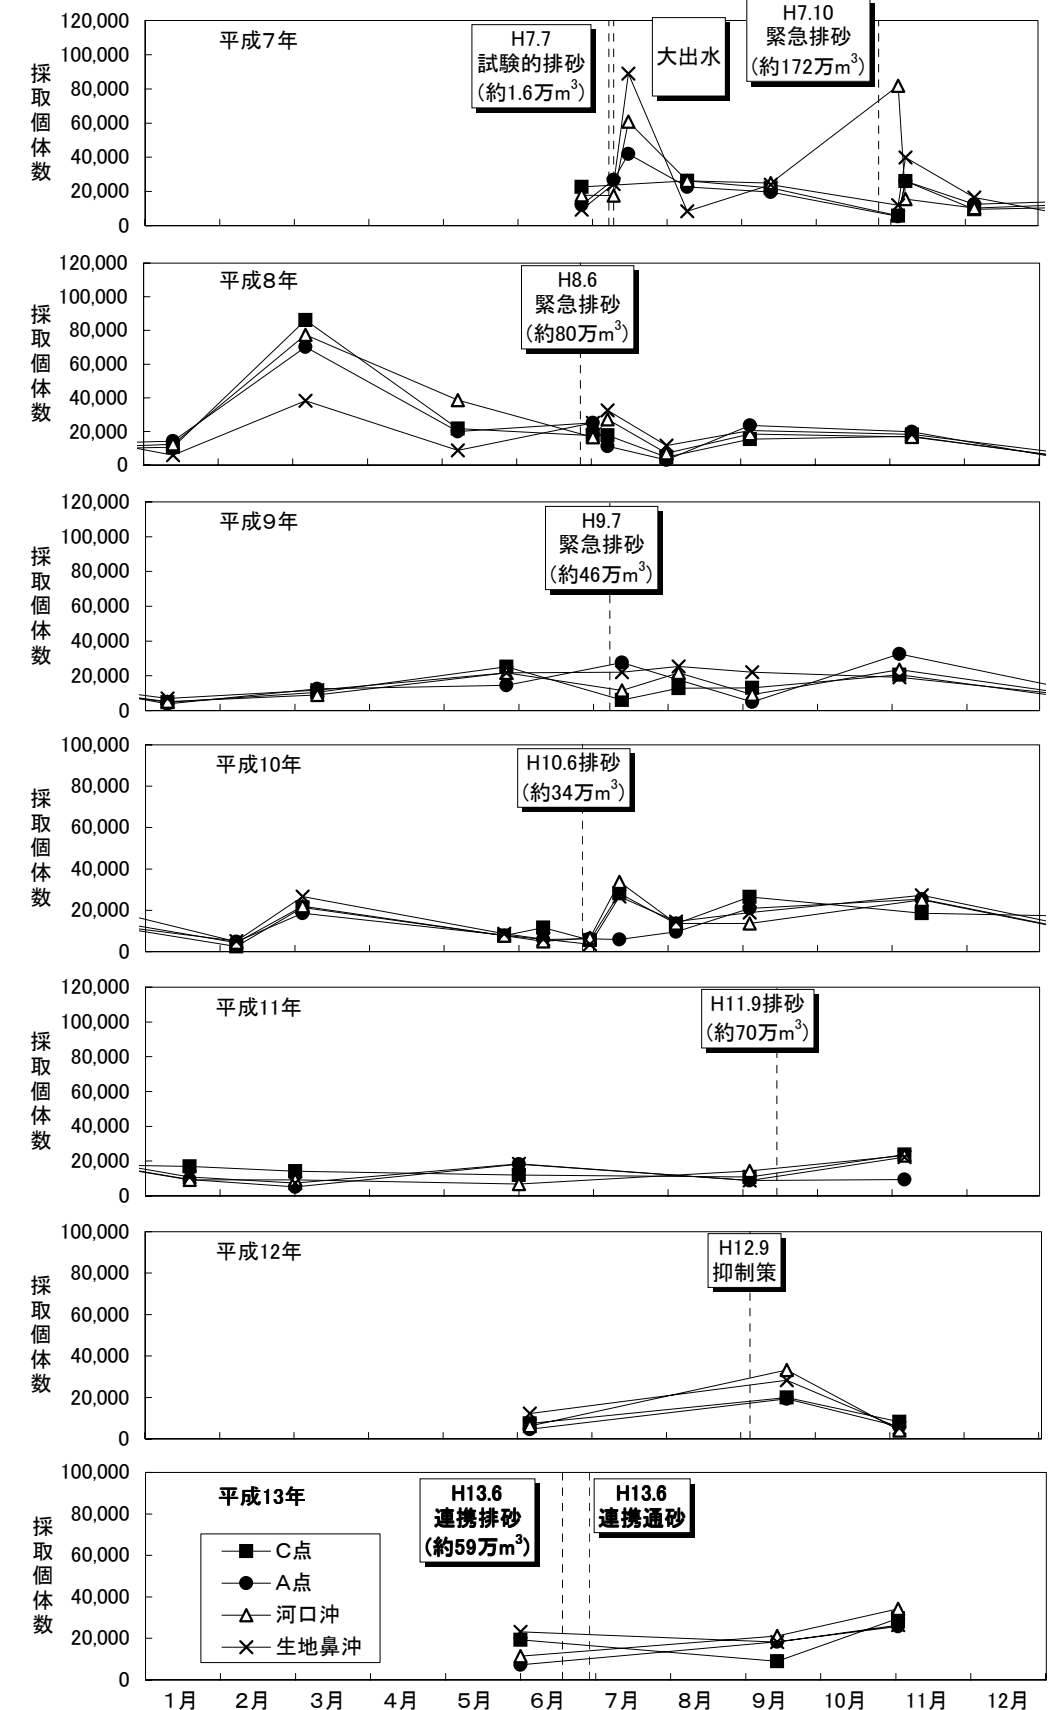 採取個体数
120,000
100,000
80,000
60,000
40,000
20,000
0
平成7年
H7.7
試験的排砂
(約1.6万m³)
大出水
H7.10
緊急排砂
(約172万m³)
採取個体数
120,000
100,000
80,000
60,000
40,000
20,000
0
平成8年
H8.6
緊急排砂
(約80万m³)
採取個体数
120,000
100,000
80,000
60,000
40,000
20,000
0
平成9年
H9.7
緊急排砂
(約46万m³)
採取個体数
100,000
80,000
60,000
40,000
20,000
0
平成10年
H10.6排砂
(約34万m³)
採取個体数
120,000
100,000
80,000
60,000
40,000
20,000
0
平成11年
H11.9排砂
(約70万m³)
採取個体数
100,000
80,000
60,000
40,000
20,000
0
平成12年
H12.9
抑制策
採取個体数
100,000
80,000
60,000
40,000
20,000
0
平成13年
H13.6
連携排砂
(約59万m³)
H13.6
連携通砂
C点
A点
河口沖
生地鼻沖
1月 2月 3月 4月 5月 6月 7月 8月 9月 10月 11月 12月